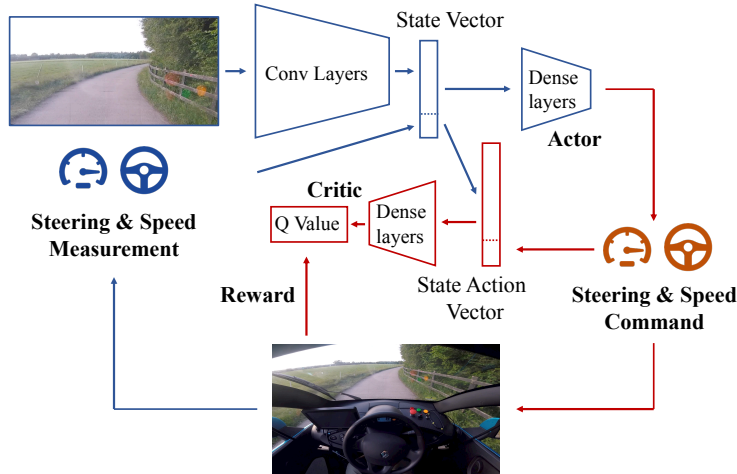 State Vector
Conv Layers
Dense
layers
Actor
Critic
Steering & Speed
Measurement
Q Value
Dense
layers
Reward
State Action
Vector
Steering & Speed
Command